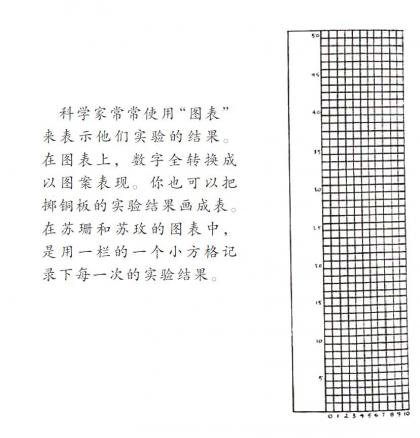 科学家常常使用“图表”
来表示他们实验的结果。
在图表上，数字全转换成
以图案表现。你也可以把
掷铜板的实验结果画成表。
在苏珊和苏玫的图表中，
是用一栏的一个小方格记
录下每一次的实验结果。
50
45
40
35
30
25
20
15
10
5
0 1 2 3 4 5 6 7 8 9 10